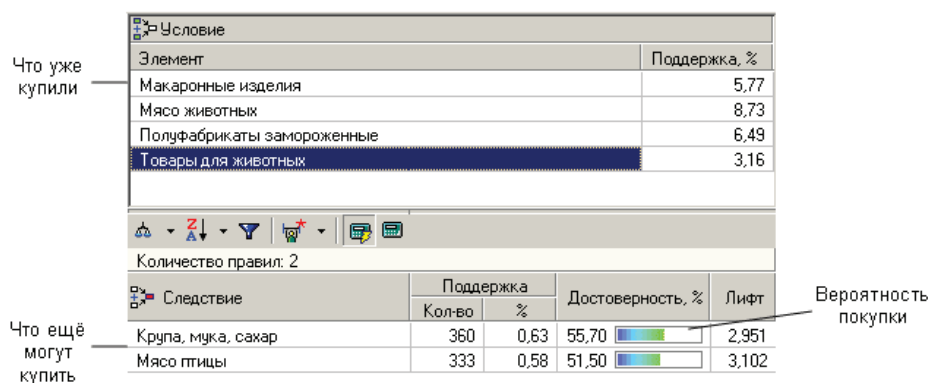 Условие
Элемент Поддержка, %
Что уже купили
Макаронные изделия 5,77
Мясо животных 8,73
Полуфабрикаты замороженные 6,49
Товары для животных 3,16
Количество правил: 2
Следствие Поддержка Достоверность, % Лифт
Кол-во %
Вероятность покупки
Что ещё могут купить
Крупа, мука, сахар 360 0,63 55,70 2,951
Мясо птицы 333 0,58 51,50 3,102